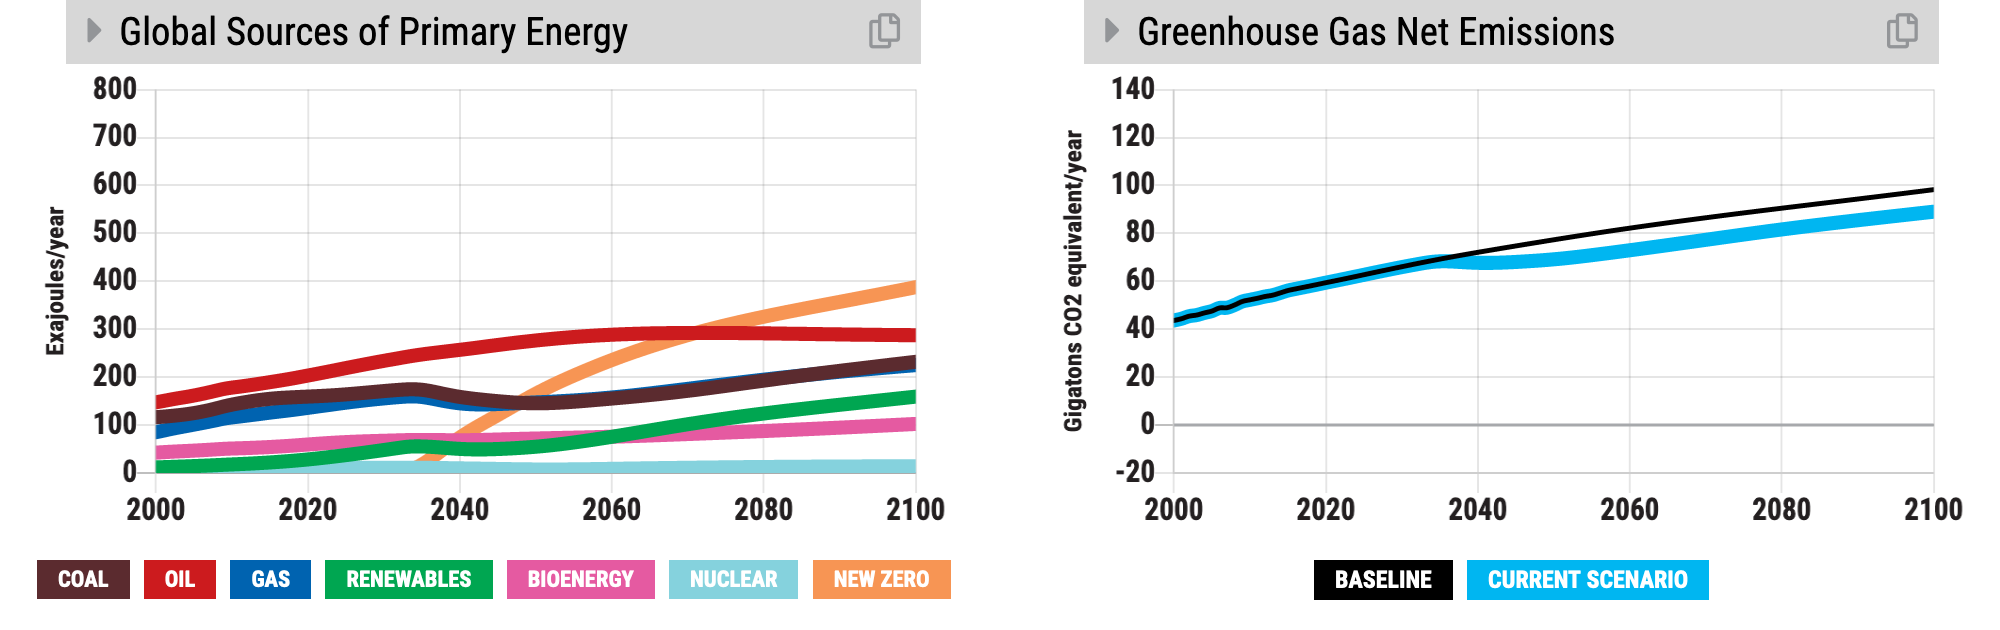 Global Sources of Primary Energy
800
700
600
500
400
300
200
100
0
Exajoules/year
2000 2020 2040 2060 2080 2100
COAL OIL GAS RENEWABLES BIOENERGY NUCLEAR NEW ZERO
Greenhouse Gas Net Emissions
140
120
100
80
60
40
20
0
-20
Gigatons CO2 equivalent/year
2000 2020 2040 2060 2080 2100
BASELINE CURRENT SCENARIO